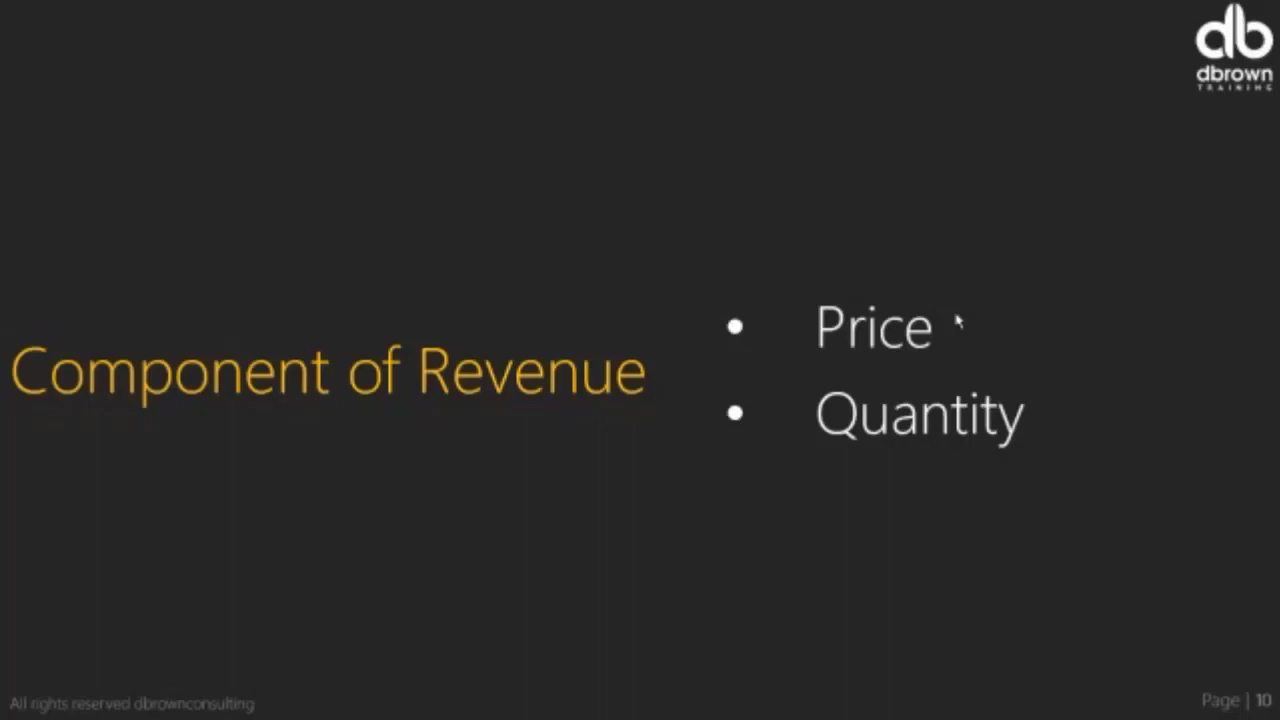 db
dbrown
TRAINING
Component of Revenue
• Price
• Quantity
All rights reserved dbrownconsulting
Page | 10